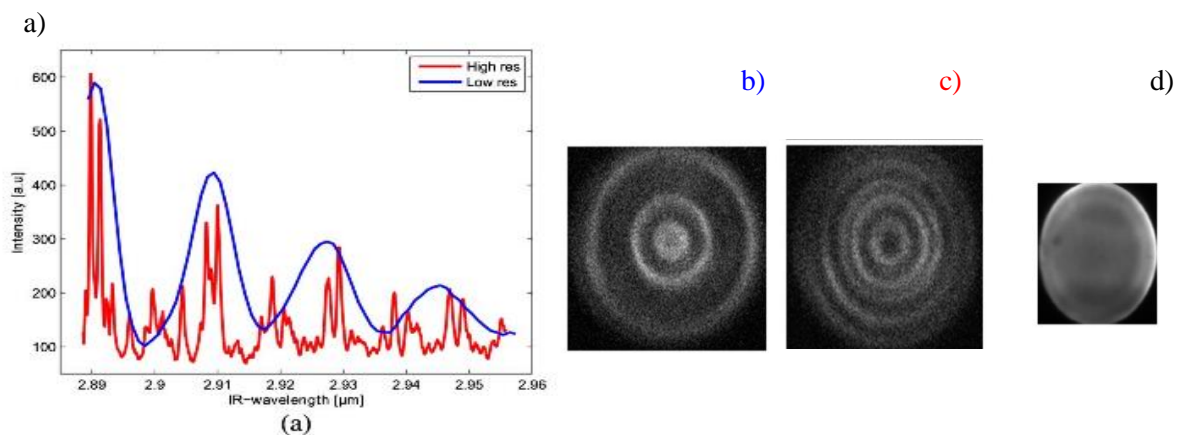 a)
b)
c)
d)
High res
Low res
Intensity [a.u]
600
500
400
300
200
100
2.89
2.9
2.91
2.92
2.93
2.94
2.95
2.96
IR-wavelength [μm]
(a)